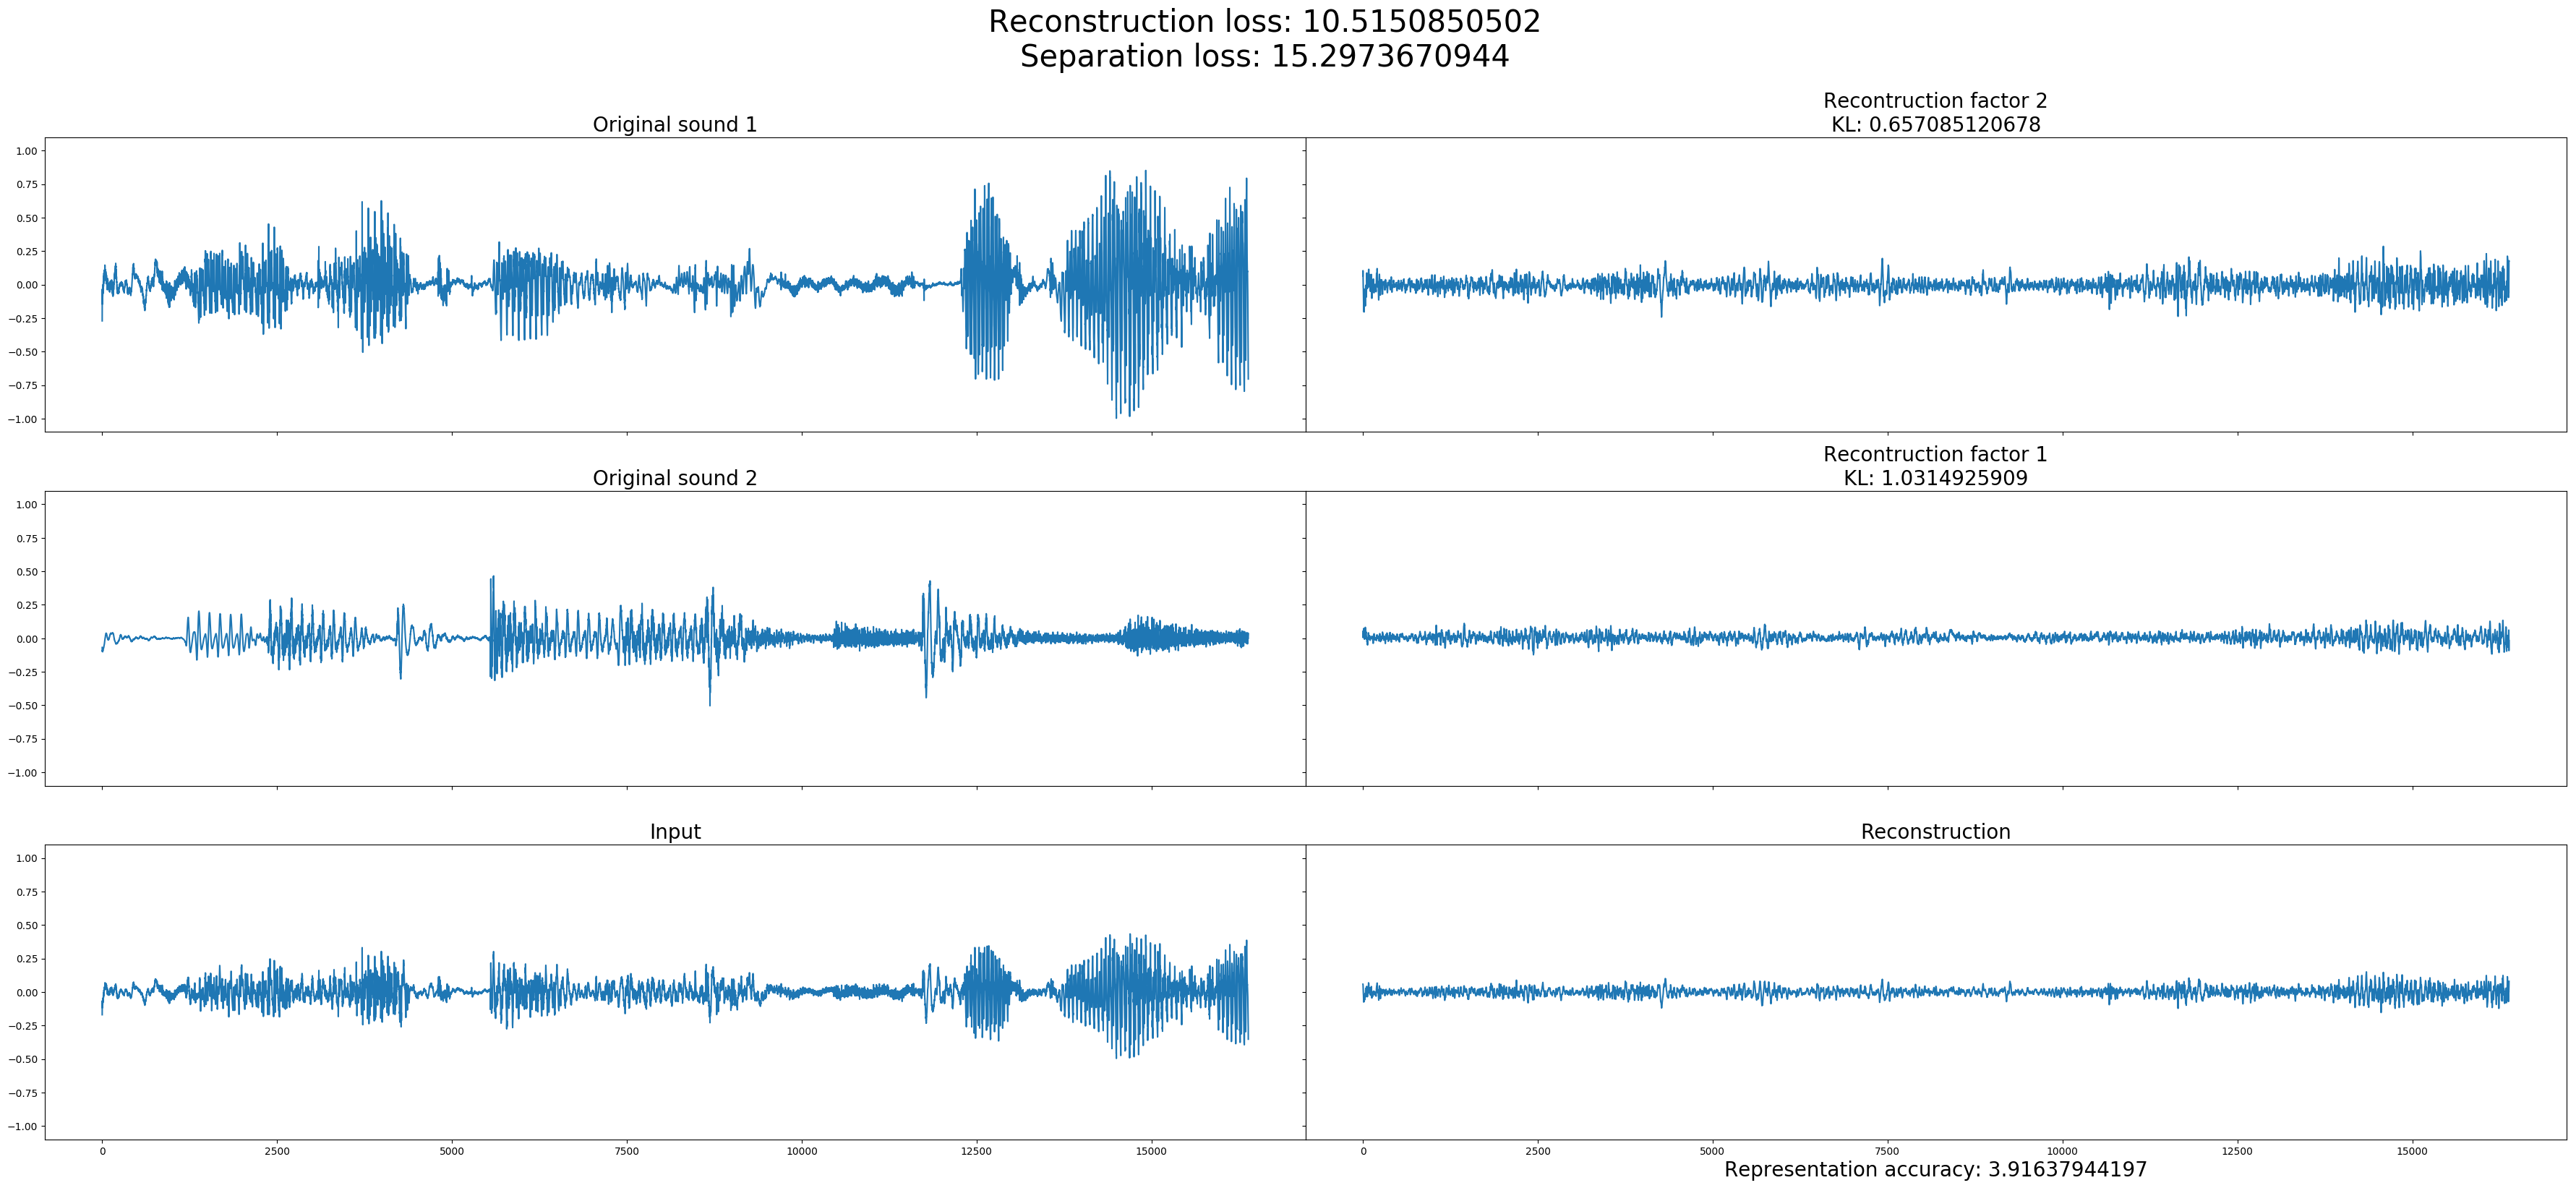 Reconstruction loss: 10.5150850502
Separation loss: 15.2973670944
Original sound 1
Recontruction factor 2
KL: 0.657085120678
1.00
0.75
0.50
0.25
0.00
−0.25
−0.50
−0.75
−1.00
Original sound 2
Recontruction factor 1
KL: 1.0314925909
1.00
0.75
0.50
0.25
0.00
−0.25
−0.50
−0.75
−1.00
Input
Reconstruction
1.00
0.75
0.50
0.25
0.00
−0.25
−0.50
−0.75
−1.00
0 2500 5000 7500 10000 12500 15000
0 2500 5000 7500 10000 12500 15000
Representation accuracy: 3.91637944197